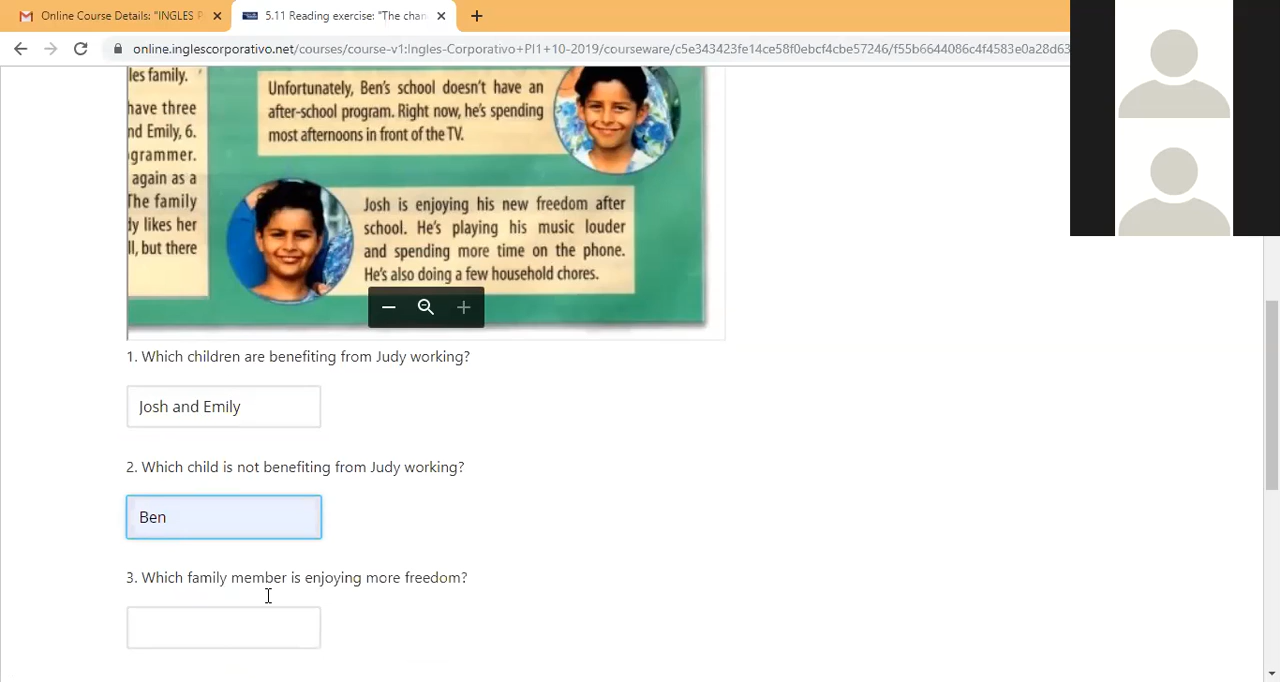 Online Course Details: "INGLES P
5.11 Reading exercise: "The chan
online.inglescorporativo.net/courses/course-v1:Ingles-Corporativo+PI1+10-2019/courseware/c5e343423fe14ce58f0ebcf4cbe57246/f55b6644086c4f4583e0a28d63
les family.
have three
nd Emily, 6.
grammer.
again as a
The family
dy likes her
ll, but there
Unfortunately, Ben's school doesn't have an
after-school program. Right now, he's spending
most afternoons in front of the TV.
Josh is enjoying his new freedom after
school. He's playing his music louder
and spending more time on the phone.
He's also doing a few household chores.
1. Which children are benefiting from Judy working?
Josh and Emily
2. Which child is not benefiting from Judy working?
Ben
3. Which family member is enjoying more freedom?